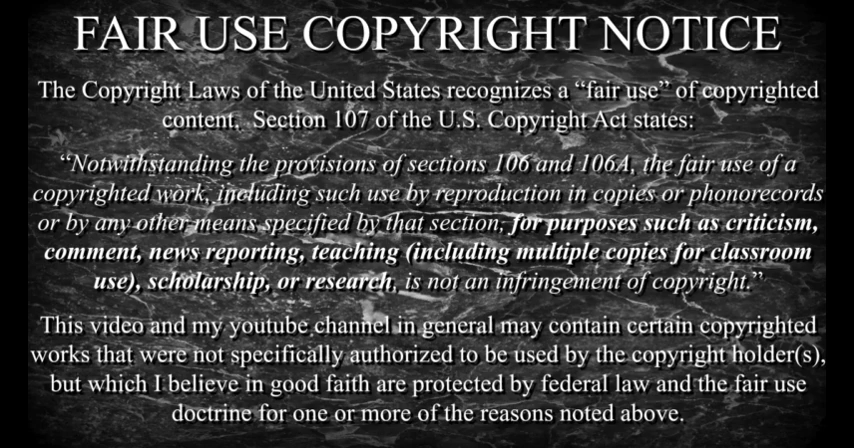 FAIR USE COPYRIGHT NOTICE
The Copyright Laws of the United States recognizes a “fair use” of copyrighted
content.  Section 107 of the U.S. Copyright Act states:
“Notwithstanding the provisions of sections 106 and 106A, the fair use of a
copyrighted work, including such use by reproduction in copies or phonorecords
or by any other means specified by that section, for purposes such as criticism,
comment, news reporting, teaching (including multiple copies for classroom
use), scholarship, or research, is not an infringement of copyright.”
This video and my youtube channel in general may contain certain copyrighted
works that were not specifically authorized to be used by the copyright holder(s),
but which I believe in good faith are protected by federal law and the fair use
doctrine for one or more of the reasons noted above.